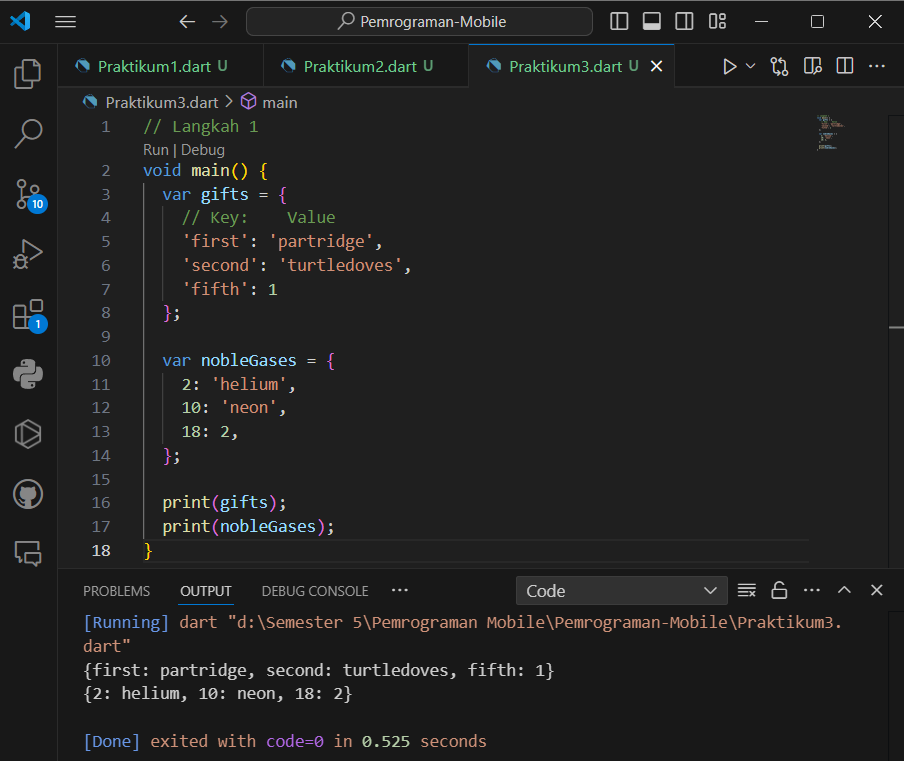 Pemrograman-Mobile
Praktikum1.dart U
Praktikum2.dart U
Praktikum3.dart U
Praktikum3.dart > main
1 // Langkah 1
Run | Debug
2 void main() {
3 var gifts = {
4 // Key:    Value
5 'first': 'partridge',
6 'second': 'turtledoves',
7 'fifth': 1
8 };
9
10 var nobleGases = {
11 2: 'helium',
12 10: 'neon',
13 18: 2,
14 };
15
16 print(gifts);
17 print(nobleGases);
18 }
10
1
PROBLEMS OUTPUT DEBUG CONSOLE ··· Code
[Running] dart "d:\Semester 5\Pemrograman Mobile\Pemrograman-Mobile\Praktikum3.
dart"
{first: partridge, second: turtledoves, fifth: 1}
{2: helium, 10: neon, 18: 2}
[Done] exited with code=0 in 0.525 seconds